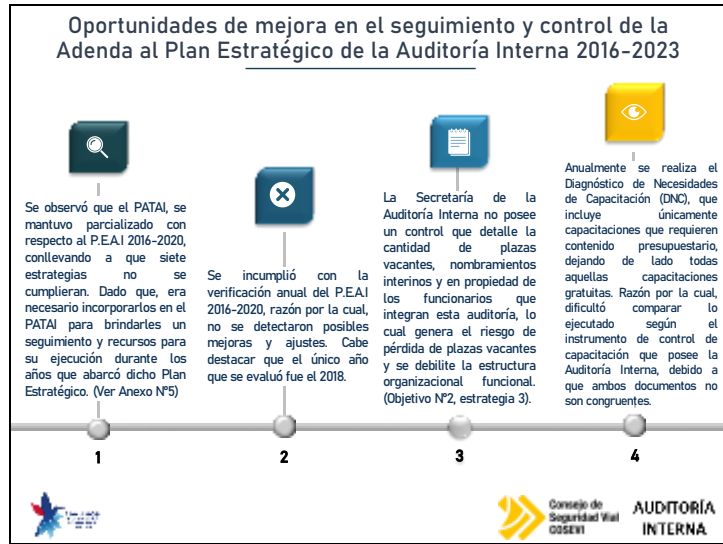 Oportunidades de mejora en el seguimiento y control de la
Adenda al Plan Estratégico de la Auditoría Interna 2016-2023
Se observó que el PATAI, se
mantuvo parcializado con
respecto al P.E.A.I 2016-2020,
conllevando a que siete
estrategias no se
cumplieran. Dado que, era
necesario incorporarlos en el
PATAI para brindarles un
seguimiento y recursos para
su ejecución durante los
años que abarcó dicho Plan
Estratégico. (Ver Anexo N°5)
1
Se incumplió con la
verificación anual del P.E.A.I
2016-2020, razón por la cual,
no se detectaron posibles
mejoras y ajustes. Cabe
destacar que el único año
que se evaluó fue el 2018.
2
La Secretaría de la
Auditoría Interna no posee
un control que detalle la
cantidad de plazas
vacantes, nombramientos
interinos y en propiedad de
los funcionarios que
integran esta auditoría, lo
cual genera el riesgo de
pérdida de plazas vacantes
y se debilite la estructura
organizacional funcional.
(Objetivo N°2, estrategia 3).
3
Anualmente se realiza el
Diagnóstico de Necesidades
de Capacitación (DNC), que
incluye únicamente
capacitaciones que requieren
contenido presupuestario,
dejando de lado todas
aquellas capacitaciones
gratuitas. Razón por la cual,
dificultó comparar lo
ejecutado según el
instrumento de control de
capacitación que posee la
Auditoría Interna, debido a
que ambos documentos no
son congruentes.
4
Consejo de
Seguridad Vial
COSEVI
AUDITORÍA
INTERNA